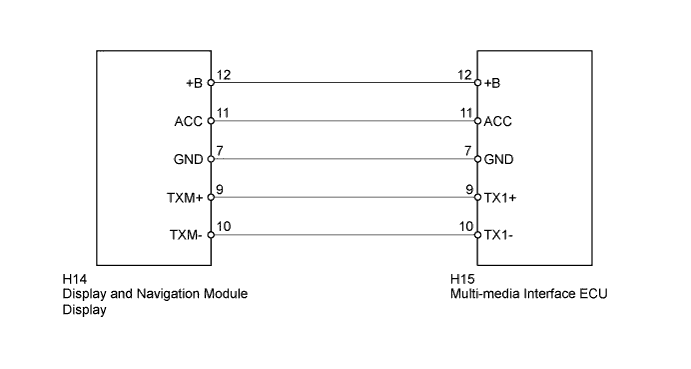 +B 12 12 +B
ACC 11 11 ACC
GND 7 7 GND
TXM+ 9 9 TX1+
TXM- 10 10 TX1-
H14
Display and Navigation Module
Display
H15
Multi-media Interface ECU